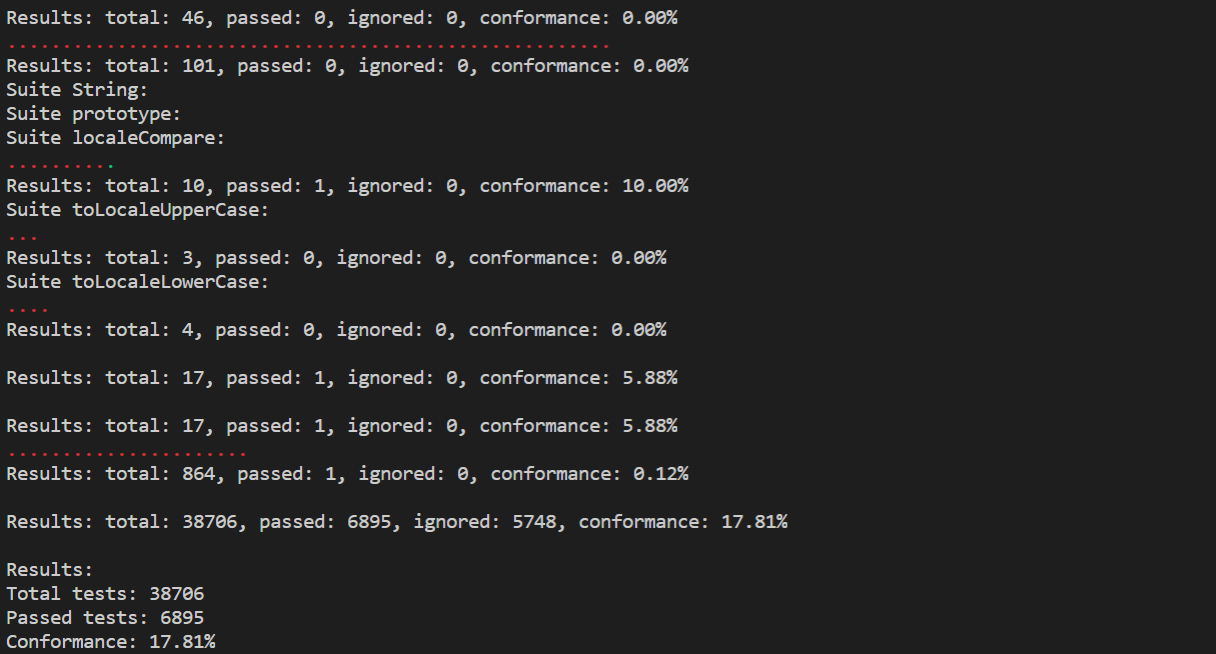 Results: total: 46, passed: 0, ignored: 0, conformance: 0.00%
.......................................................
Results: total: 101, passed: 0, ignored: 0, conformance: 0.00%
Suite String:
Suite prototype:
Suite localeCompare:
..........
Results: total: 10, passed: 1, ignored: 0, conformance: 10.00%
Suite toLocaleUpperCase:
...
Results: total: 3, passed: 0, ignored: 0, conformance: 0.00%
Suite toLocaleLowerCase:
....
Results: total: 4, passed: 0, ignored: 0, conformance: 0.00%
Results: total: 17, passed: 1, ignored: 0, conformance: 5.88%
Results: total: 17, passed: 1, ignored: 0, conformance: 5.88%
......................
Results: total: 864, passed: 1, ignored: 0, conformance: 0.12%
Results: total: 38706, passed: 6895, ignored: 5748, conformance: 17.81%
Results:
Total tests: 38706
Passed tests: 6895
Conformance: 17.81%